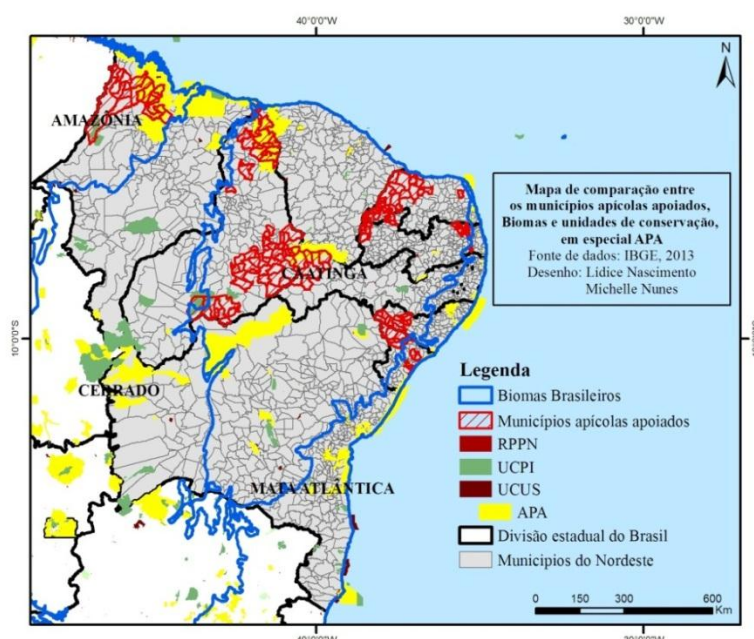 40°0'0"W
30°0'0"W
N
AMAZÔNIA
Mapa de comparação entre
os municípios apícolas apoiados,
Biomas e unidades de conservação,
em especial APA
Fonte de dados: IBGE, 2013
Desenho: Lídice Nascimento
Michelle Nunes
CAATINGA
10°0'0"S
CERRADO
Legenda
Biomas Brasileiros
Municípios apícolas apoiados
RPPN
UCPI
UCUS
APA
Divisão estadual do Brasil
Municipios do Nordeste
MATA ATLÂNTICA
0 150 300 600
Km